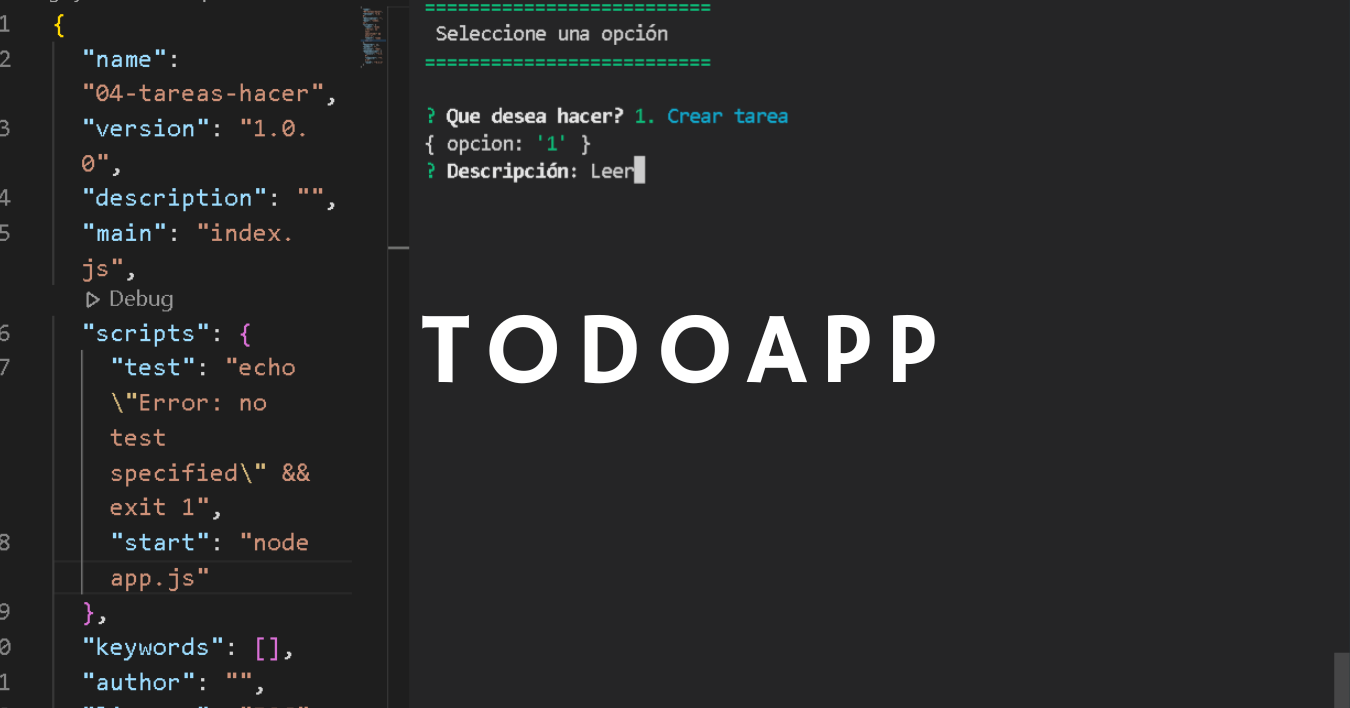 1 {
2 "name":
"04-tareas-hacer",
3 "version": "1.0.
0",
4 "description": "",
5 "main": "index.
js",
Debug
6 "scripts": {
7 "test": "echo
\"Error: no
test
specified\" &&
exit 1",
8 "start": "node
app.js"
9 },
0 "keywords": [],
1 "author": "",
==========================
Seleccione una opción
==========================
? Que desea hacer? 1. Crear tarea
{ opcion: '1' }
? Descripción: Leer
TODOAPP